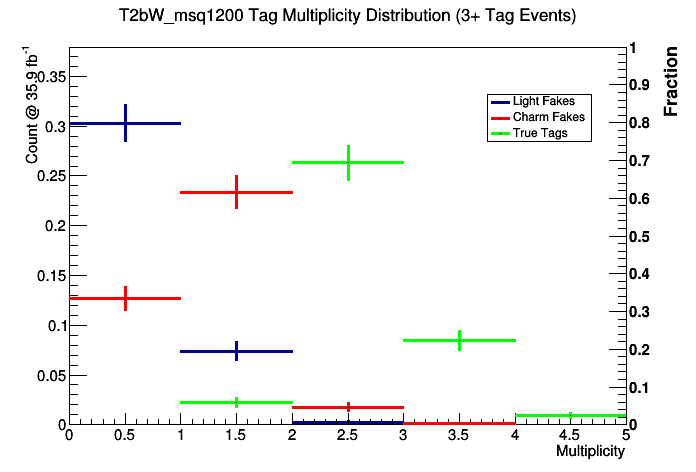 T2bW_msq1200 Tag Multiplicity Distribution (3+ Tag Events)
Count @ 35.9 fb⁻¹
0.35
0.3
0.25
0.2
0.15
0.1
0.05
0
Light Fakes
Charm Fakes
True Tags
Fraction
1
0.9
0.8
0.7
0.6
0.5
0.4
0.3
0.2
0.1
0
0 0.5 1 1.5 2 2.5 3 3.5 4 4.5 5
Multiplicity